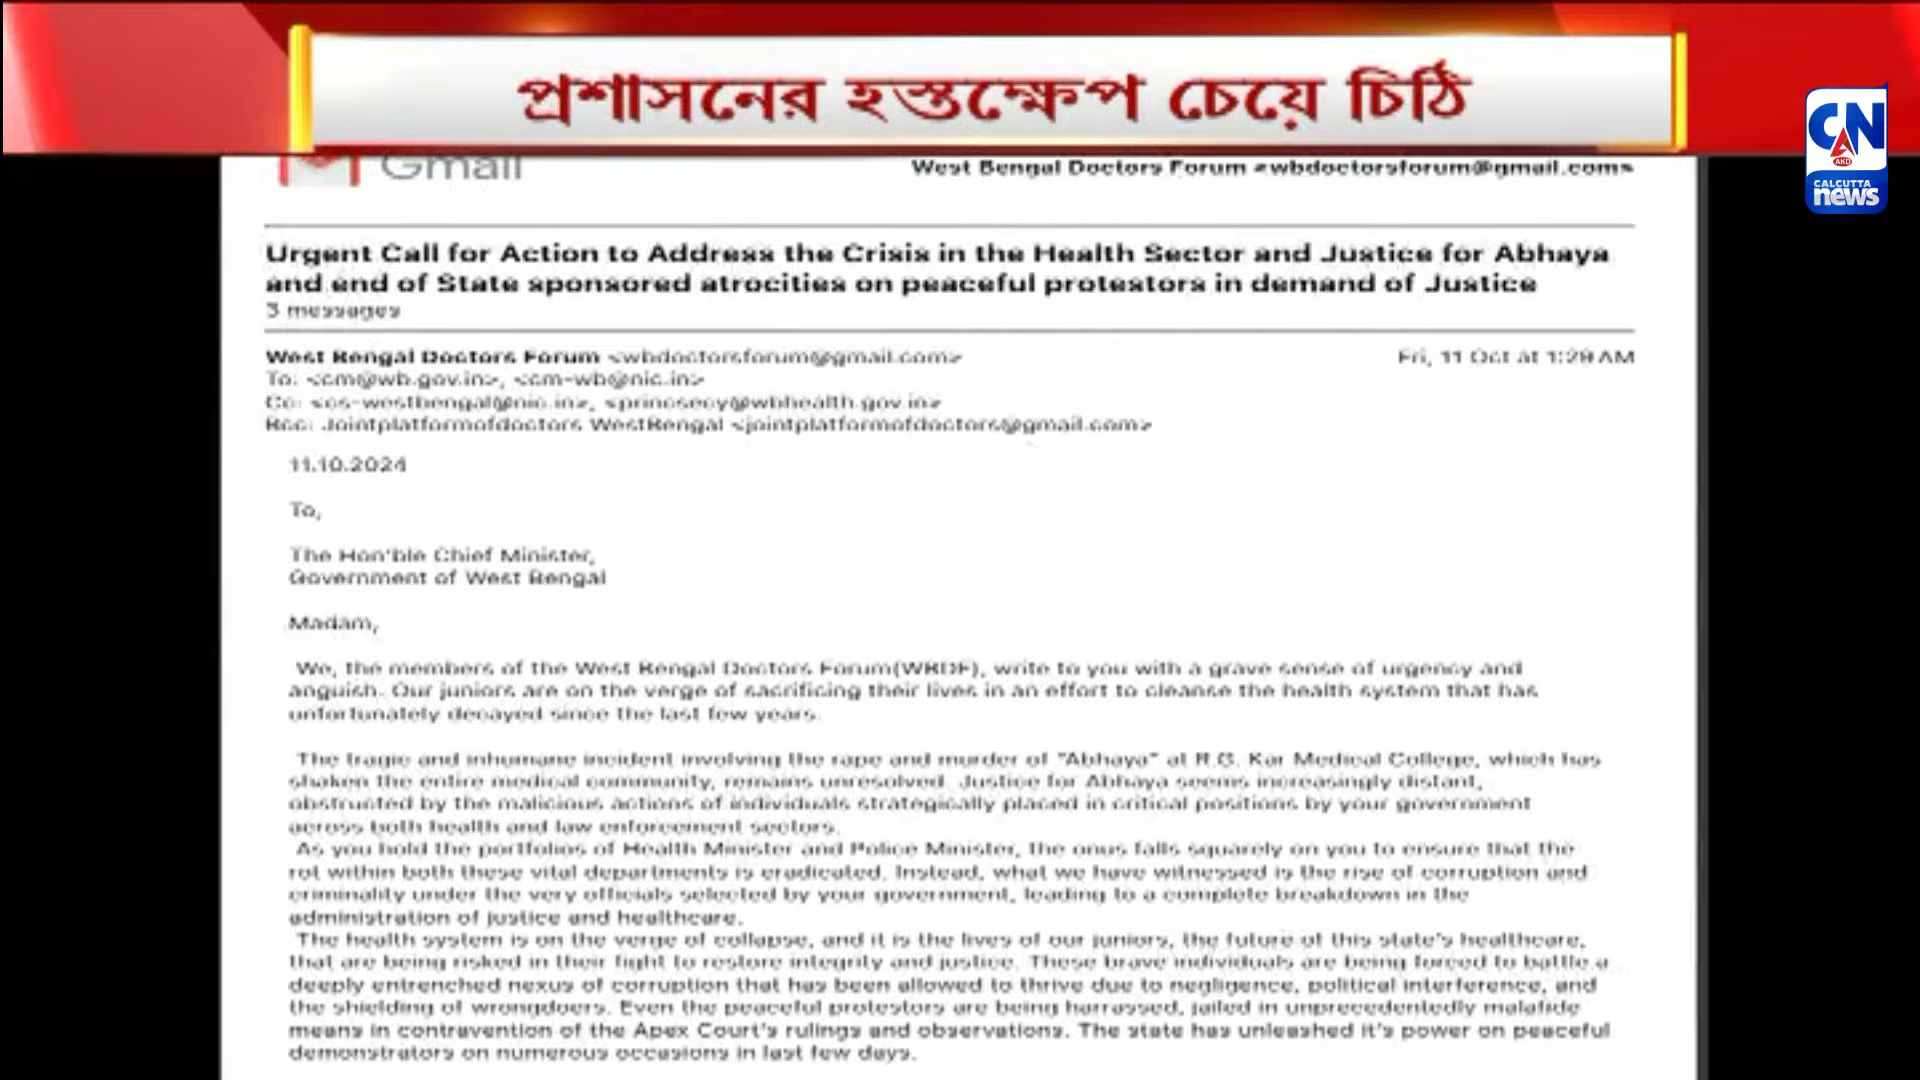 প্রশাসনের হস্তক্ষেপ চেয়ে চিঠি
CN
AKD
CALCUTTA
news
Gmail
West Bengal Doctors Forum <wbdoctorsforum@gmail.com>
Urgent Call for Action to Address the Crisis in the Health Sector and Justice for Abhaya
and end of State sponsored atrocities on peaceful protestors in demand of Justice
3 messages
West Bengal Doctors Forum <wbdoctorsforum@gmail.com>
Fri, 11 Oct at 1:29 AM
To: <cm@wb.gov.in>, <cm-wb@nic.in>
Cc: <cs-westbengal@nic.in>, <princsecy@wbhealth.gov.in>
Bcc: Jointplatformofdoctors WestBengal <jointplatformofdoctors@gmail.com>
11.10.2024
To,
The Hon'ble Chief Minister,
Government of West Bengal
Madam,
We, the members of the West Bengal Doctors Forum(WBDF), write to you with a grave sense of urgency and
anguish. Our juniors are on the verge of sacrificing their lives in an effort to cleanse the health system that has
unfortunately decayed since the last few years.
The tragic and inhumane incident involving the rape and murder of "Abhaya" at R.G. Kar Medical College, which has
shaken the entire medical community, remains unresolved. Justice for Abhaya seems increasingly distant,
obstructed by the malicious actions of individuals strategically placed in critical positions by your government
across both health and law enforcement sectors.
As you hold the portfolios of Health Minister and Police Minister, the onus falls squarely on you to ensure that the
rot within both these vital departments is eradicated. Instead, what we have witnessed is the rise of corruption and
criminality under the very officials selected by your government, leading to a complete breakdown in the
administration of justice and healthcare.
The health system is on the verge of collapse, and it is the lives of our juniors, the future of this state's healthcare,
that are being risked in their fight to restore integrity and justice. These brave individuals are being forced to battle a
deeply entrenched nexus of corruption that has been allowed to thrive due to negligence, political interference, and
the shielding of wrongdoers. Even the peaceful protestors are being harrassed, jailed in unprecedentedly malafide
means in contravention of the Apex Court's rulings and observations. The state has unleashed it's power on peaceful
demonstrators on numerous occasions in last few days.